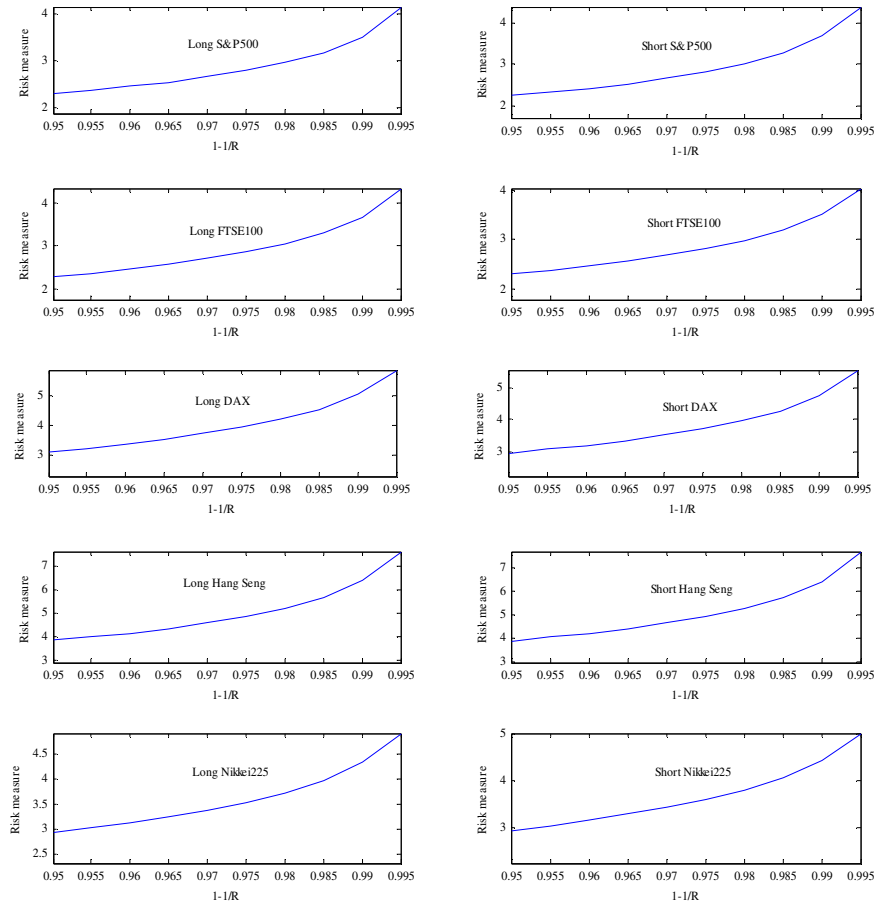 4
3
2
Risk measure
Long S&P500
0.95 0.955 0.96 0.965 0.97 0.975 0.98 0.985 0.99 0.995
1-1/R
4
3
2
Risk measure
Short S&P500
0.95 0.955 0.96 0.965 0.97 0.975 0.98 0.985 0.99 0.995
1-1/R
4
3
2
Risk measure
Long FTSE100
0.95 0.955 0.96 0.965 0.97 0.975 0.98 0.985 0.99 0.995
1-1/R
4
3
2
Risk measure
Short FTSE100
0.95 0.955 0.96 0.965 0.97 0.975 0.98 0.985 0.99 0.995
1-1/R
5
4
3
Risk measure
Long DAX
0.95 0.955 0.96 0.965 0.97 0.975 0.98 0.985 0.99 0.995
1-1/R
5
4
3
Risk measure
Short DAX
0.95 0.955 0.96 0.965 0.97 0.975 0.98 0.985 0.99 0.995
1-1/R
7
6
5
4
3
Risk measure
Long Hang Seng
0.95 0.955 0.96 0.965 0.97 0.975 0.98 0.985 0.99 0.995
1-1/R
7
6
5
4
3
Risk measure
Short Hang Seng
0.95 0.955 0.96 0.965 0.97 0.975 0.98 0.985 0.99 0.995
1-1/R
4.5
4
3.5
3
2.5
Risk measure
Long Nikkei225
0.95 0.955 0.96 0.965 0.97 0.975 0.98 0.985 0.99 0.995
1-1/R
5
4
3
Risk measure
Short Nikkei225
0.95 0.955 0.96 0.965 0.97 0.975 0.98 0.985 0.99 0.995
1-1/R